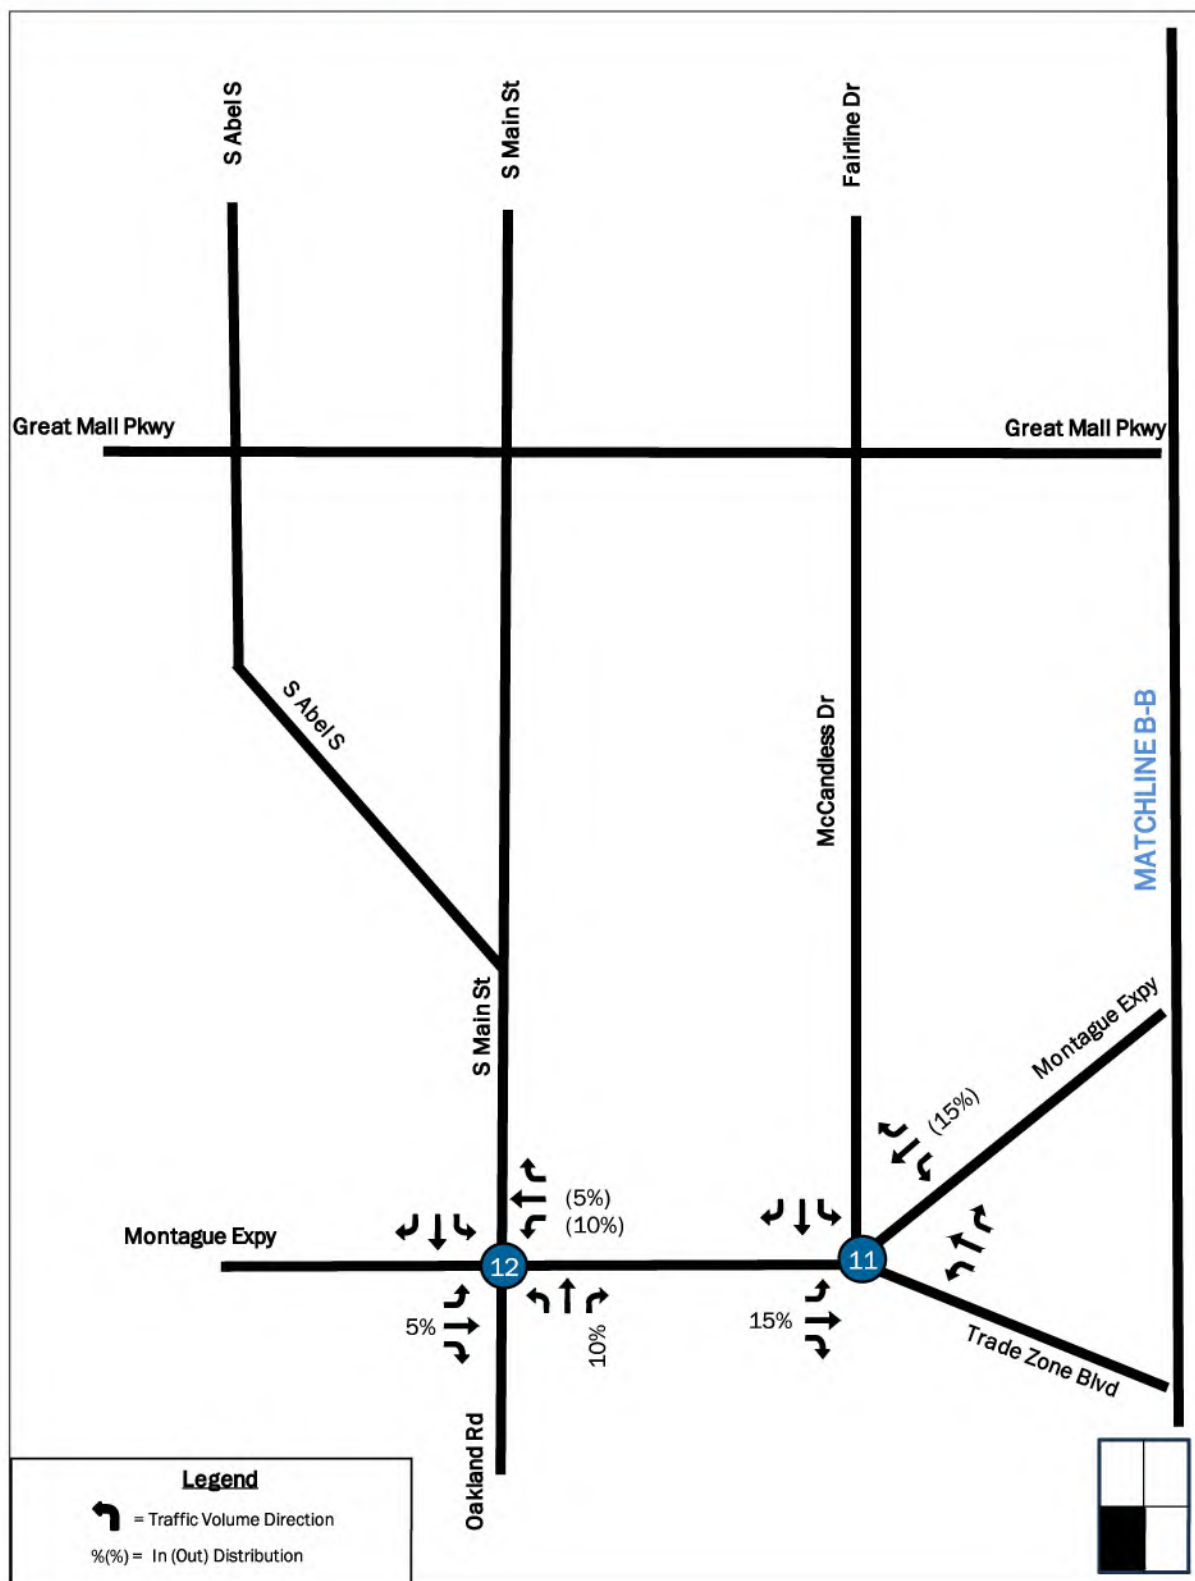 S Abel S
S Main St
Fairline Dr
Great Mall Pkwy
Great Mall Pkwy
S Abel S
McCandless Dr
MATCHLINE B-B
S Main St
Montague Expy
(15%)
(5%)
(10%)
Montague Expy
12
11
5%
10%
15%
Trade Zone Blvd
Oakland Rd
Legend
= Traffic Volume Direction
%(%) = In (Out) Distribution